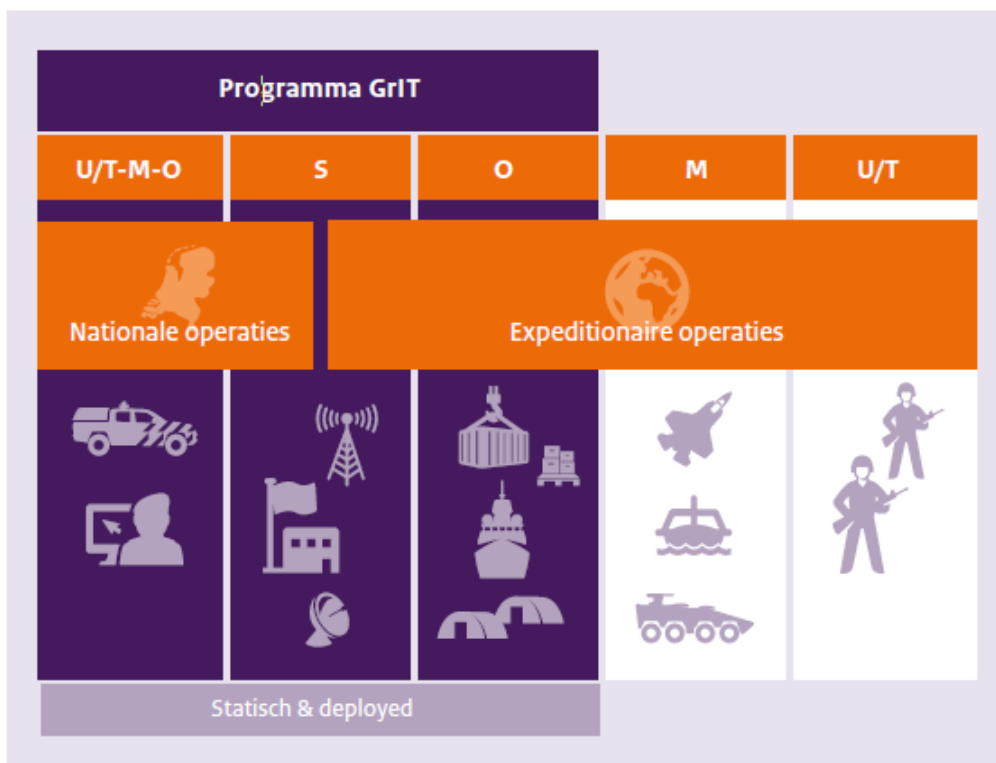 Programma GrIT
U/T-M-O
S
O
M
U/T
Nationale operaties
Expeditionaire operaties
Statisch & deployed